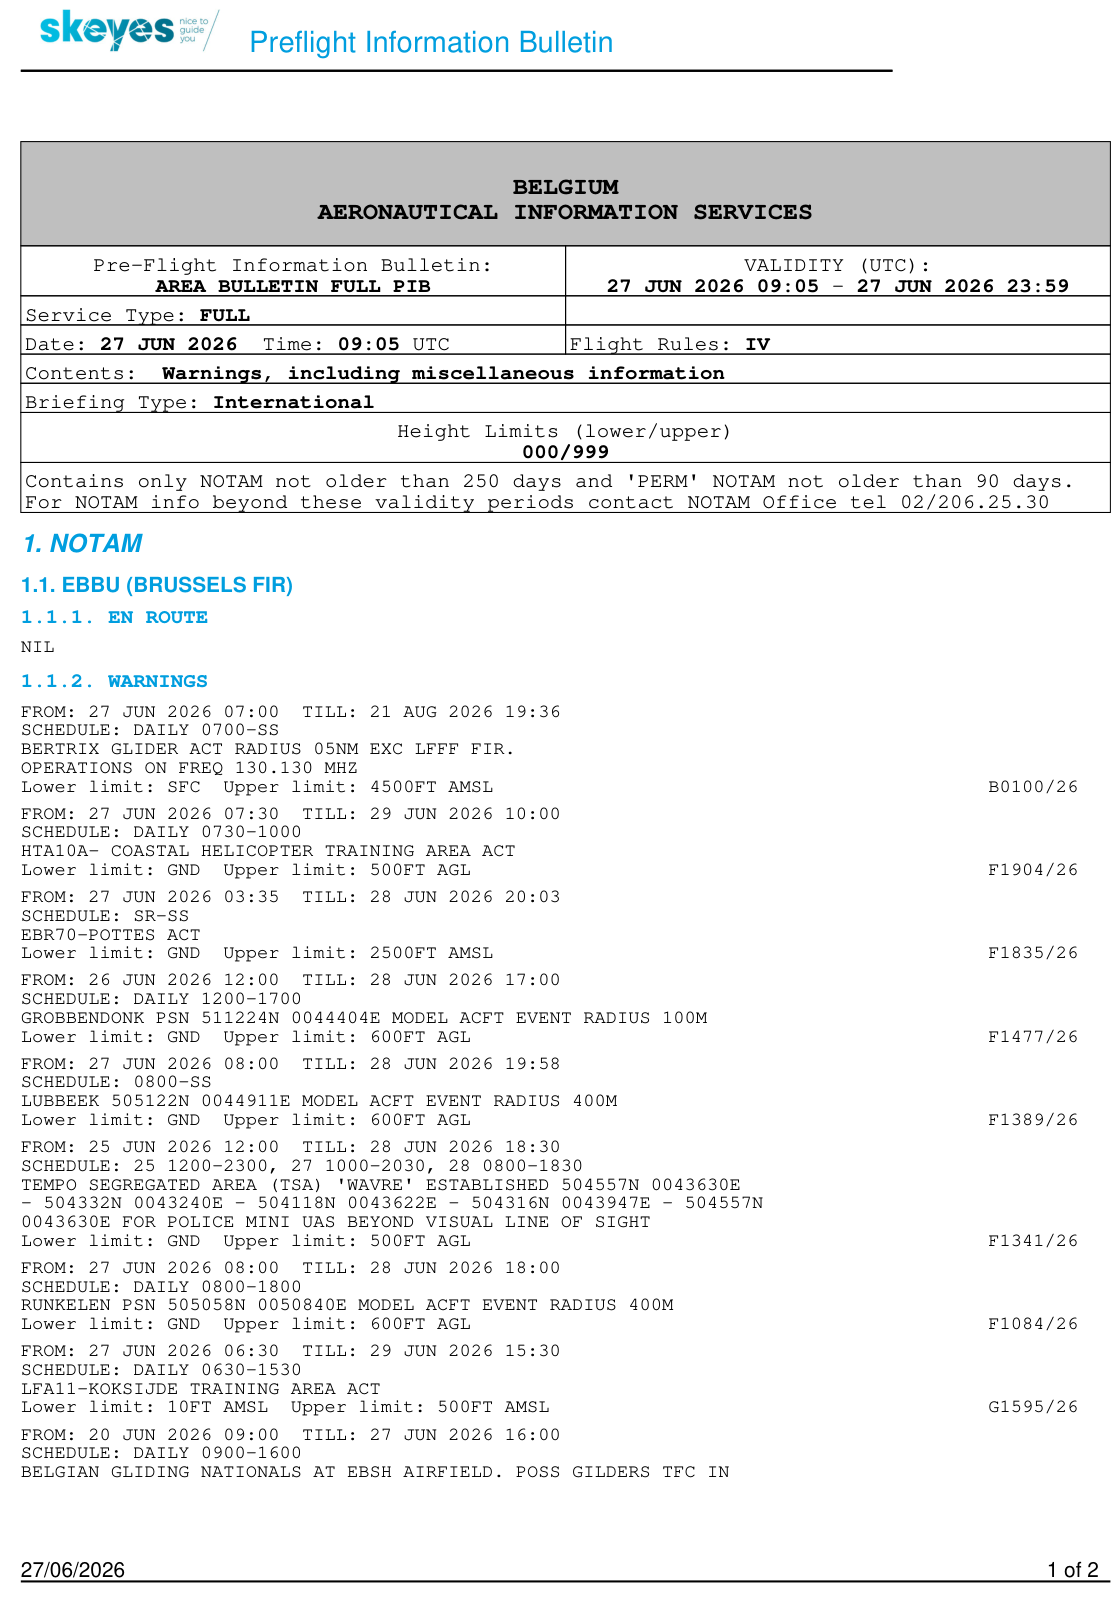 skeyes nice to guide you
Preflight Information Bulletin
BELGIUM
AERONAUTICAL INFORMATION SERVICES
Pre-Flight Information Bulletin:
AREA BULLETIN FULL PIB
VALIDITY (UTC):
27 JUN 2026 09:05 - 27 JUN 2026 23:59
Service Type: FULL
Date: 27 JUN 2026  Time: 09:05 UTC
Flight Rules: IV
Contents:  Warnings, including miscellaneous information
Briefing Type: International
Height Limits (lower/upper)
000/999
Contains only NOTAM not older than 250 days and 'PERM' NOTAM not older than 90 days.
For NOTAM info beyond these validity periods contact NOTAM Office tel 02/206.25.30
1. NOTAM
1.1. EBBU (BRUSSELS FIR)
1.1.1. EN ROUTE
NIL
1.1.2. WARNINGS
FROM: 27 JUN 2026 07:00  TILL: 21 AUG 2026 19:36
SCHEDULE: DAILY 0700-SS
BERTRIX GLIDER ACT RADIUS 05NM EXC LFFF FIR.
OPERATIONS ON FREQ 130.130 MHZ
Lower limit: SFC  Upper limit: 4500FT AMSL B0100/26
FROM: 27 JUN 2026 07:30  TILL: 29 JUN 2026 10:00
SCHEDULE: DAILY 0730-1000
HTA10A- COASTAL HELICOPTER TRAINING AREA ACT
Lower limit: GND  Upper limit: 500FT AGL F1904/26
FROM: 27 JUN 2026 03:35  TILL: 28 JUN 2026 20:03
SCHEDULE: SR-SS
EBR70-POTTES ACT
Lower limit: GND  Upper limit: 2500FT AMSL F1835/26
FROM: 26 JUN 2026 12:00  TILL: 28 JUN 2026 17:00
SCHEDULE: DAILY 1200-1700
GROBBENDONK PSN 511224N 0044404E MODEL ACFT EVENT RADIUS 100M
Lower limit: GND  Upper limit: 600FT AGL F1477/26
FROM: 27 JUN 2026 08:00  TILL: 28 JUN 2026 19:58
SCHEDULE: 0800-SS
LUBBEEK 505122N 0044911E MODEL ACFT EVENT RADIUS 400M
Lower limit: GND  Upper limit: 600FT AGL F1389/26
FROM: 25 JUN 2026 12:00  TILL: 28 JUN 2026 18:30
SCHEDULE: 25 1200-2300, 27 1000-2030, 28 0800-1830
TEMPO SEGREGATED AREA (TSA) 'WAVRE' ESTABLISHED 504557N 0043630E
- 504332N 0043240E - 504118N 0043622E - 504316N 0043947E - 504557N
0043630E FOR POLICE MINI UAS BEYOND VISUAL LINE OF SIGHT
Lower limit: GND  Upper limit: 500FT AGL F1341/26
FROM: 27 JUN 2026 08:00  TILL: 28 JUN 2026 18:00
SCHEDULE: DAILY 0800-1800
RUNKELEN PSN 505058N 0050840E MODEL ACFT EVENT RADIUS 400M
Lower limit: GND  Upper limit: 600FT AGL F1084/26
FROM: 27 JUN 2026 06:30  TILL: 29 JUN 2026 15:30
SCHEDULE: DAILY 0630-1530
LFA11-KOKSIJDE TRAINING AREA ACT
Lower limit: 10FT AMSL  Upper limit: 500FT AMSL G1595/26
FROM: 20 JUN 2026 09:00  TILL: 27 JUN 2026 16:00
SCHEDULE: DAILY 0900-1600
BELGIAN GLIDING NATIONALS AT EBSH AIRFIELD. POSS GILDERS TFC IN
27/06/2026 1 of 2